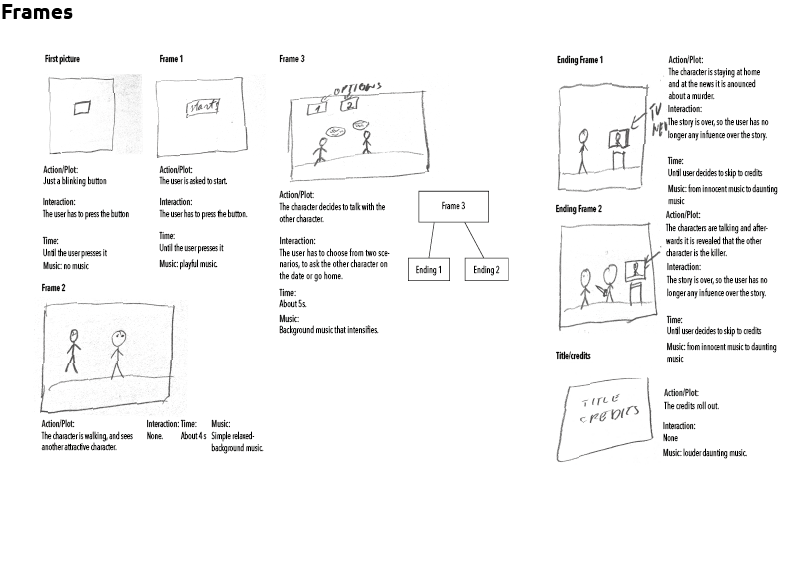 Frames
First picture
Action/Plot:
Just a blinking button
Interaction:
The user has to press the button
Time:
Until the user presses it
Music: no music
Frame 1
start
Action/Plot:
The user is asked to start.
Interaction:
The user has to press the button.
Time:
Until the user presses it
Music: playful music.
Frame 2
Action/Plot:
The character is walking, and sees
another attractive character.
Interaction:
None.
Time:
About 4 s
Music:
Simple relaxed-
background music.
Frame 3
OPTIONS
1 2
Action/Plot:
The character decides to talk with the
other character.
Interaction:
The user has to choose from two sce-
narios, to ask the other character on
the date or go home.
Time:
About 5s.
Music:
Background music that intensifies.
Frame 3
Ending 1
Ending 2
Ending Frame 1
TV
NEW
Action/Plot:
The character is staying at home
and at the news it is anounced
about a murder.
Interaction:
The story is over, so the user has no
longer any infuence over the story.
Time:
Until user decides to skip to credits
Music: from innocent music to daunting
music
Ending Frame 2
Action/Plot:
The characters are talking and after-
wards it is revealed that the other
character is the killer.
Interaction:
The story is over, so the user has no
longer any infuence over the story.
Time:
Until user decides to skip to credits
Music: from innocent music to daunting
music
Title/credits
TITLE
CREDITS
Action/Plot:
The credits roll out.
Interaction:
None
Music: louder daunting music.